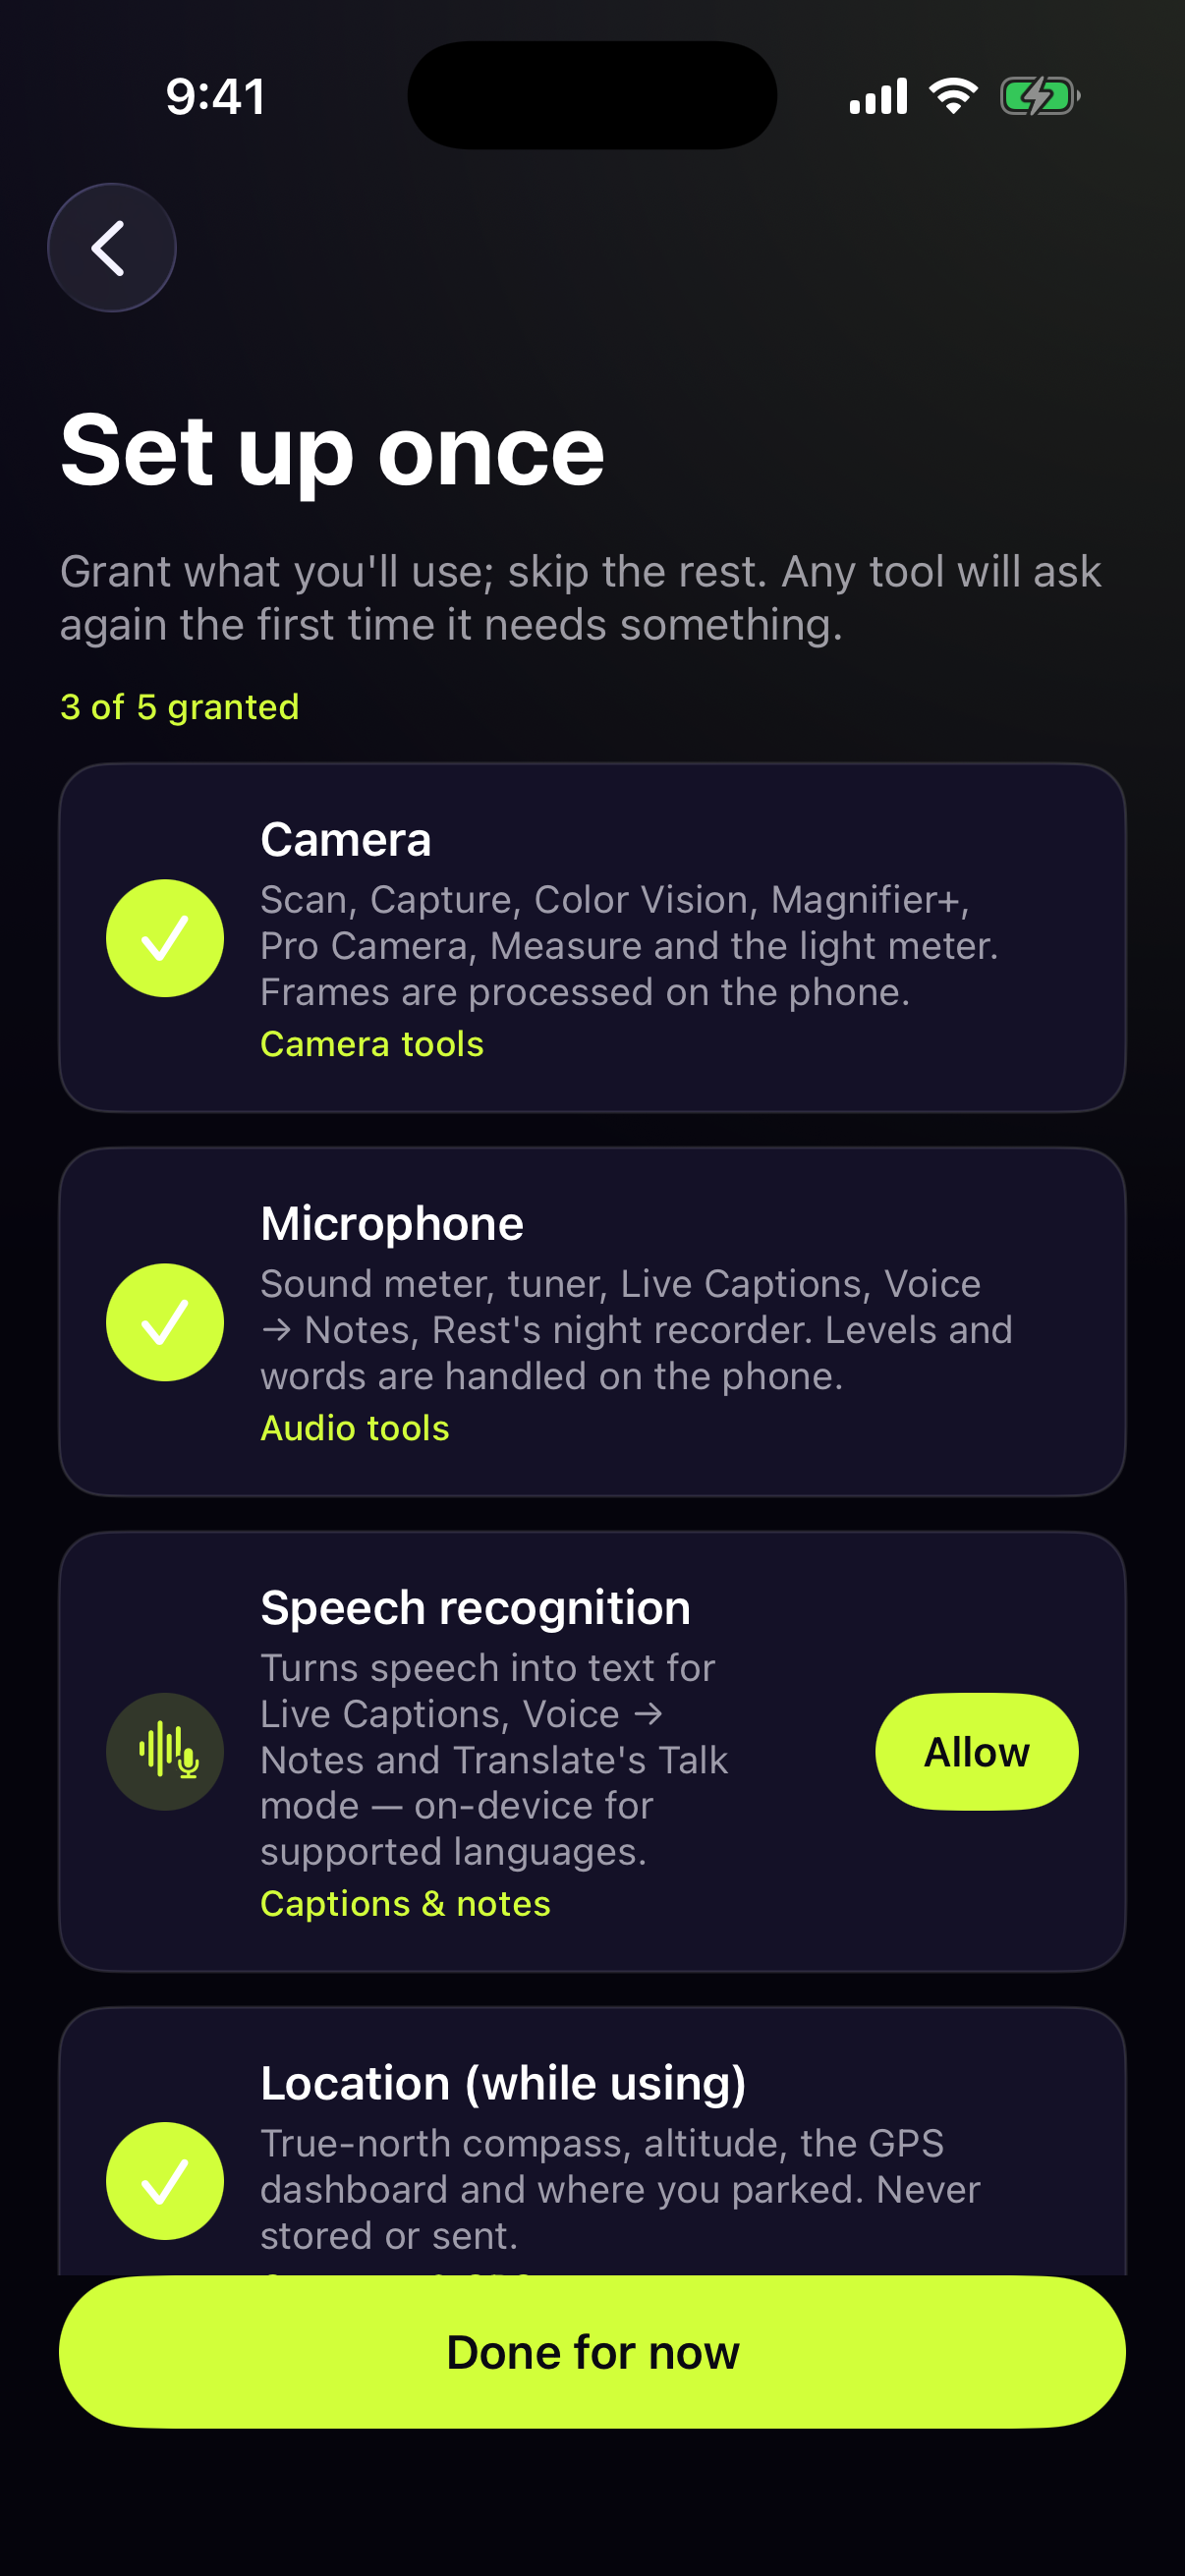 9:41
Set up once
Grant what you'll use; skip the rest. Any tool will ask
again the first time it needs something.
3 of 5 granted
Camera
Scan, Capture, Color Vision, Magnifier+,
Pro Camera, Measure and the light meter.
Frames are processed on the phone.
Camera tools
Microphone
Sound meter, tuner, Live Captions, Voice
→ Notes, Rest's night recorder. Levels and
words are handled on the phone.
Audio tools
Speech recognition
Turns speech into text for
Live Captions, Voice →
Notes and Translate's Talk
mode — on-device for
supported languages.
Captions & notes
Allow
Location (while using)
True-north compass, altitude, the GPS
dashboard and where you parked. Never
stored or sent.
Done for now